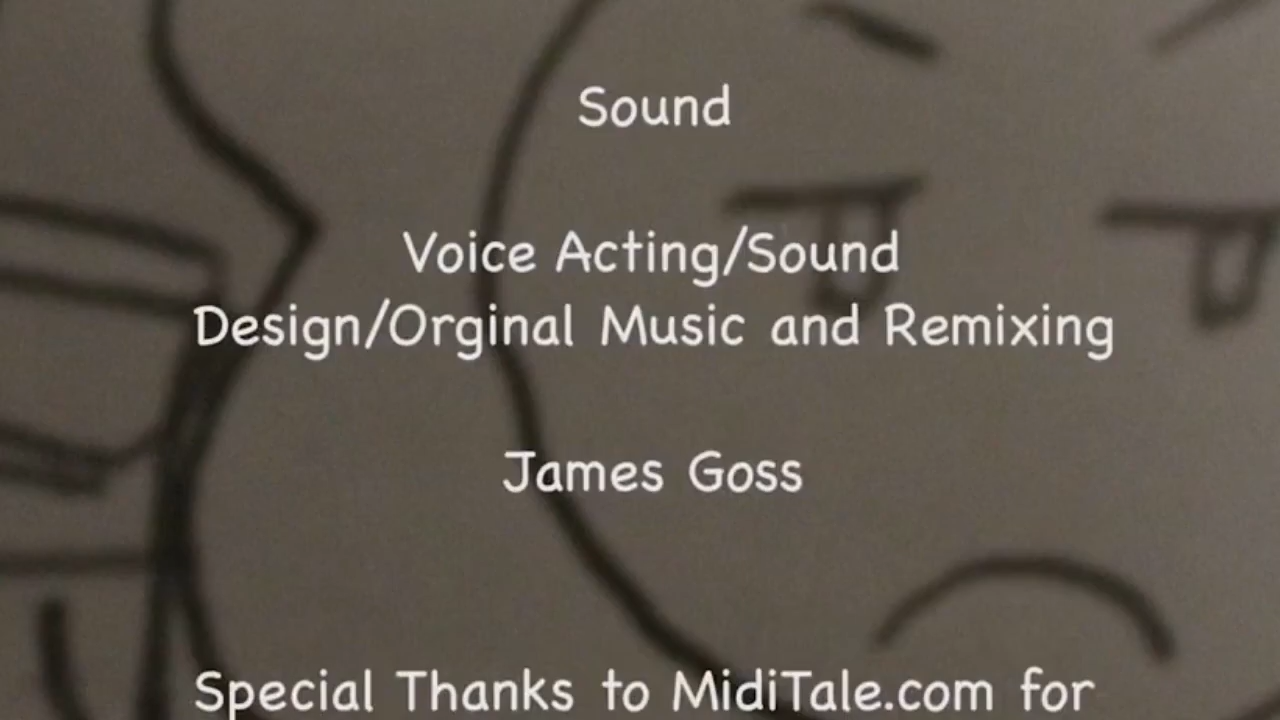 Sound
Voice Acting/Sound
Design/Orginal Music and Remixing
James Goss
Special Thanks to MidiTale.com for